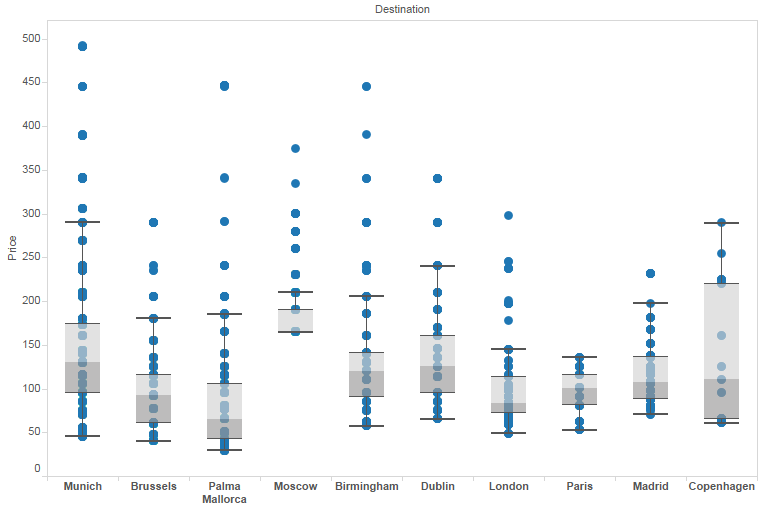 Destination
500
450
400
350
300
250
200
150
100
50
0
Price
Munich
Brussels
Palma
Mallorca
Moscow
Birmingham
Dublin
London
Paris
Madrid
Copenhagen